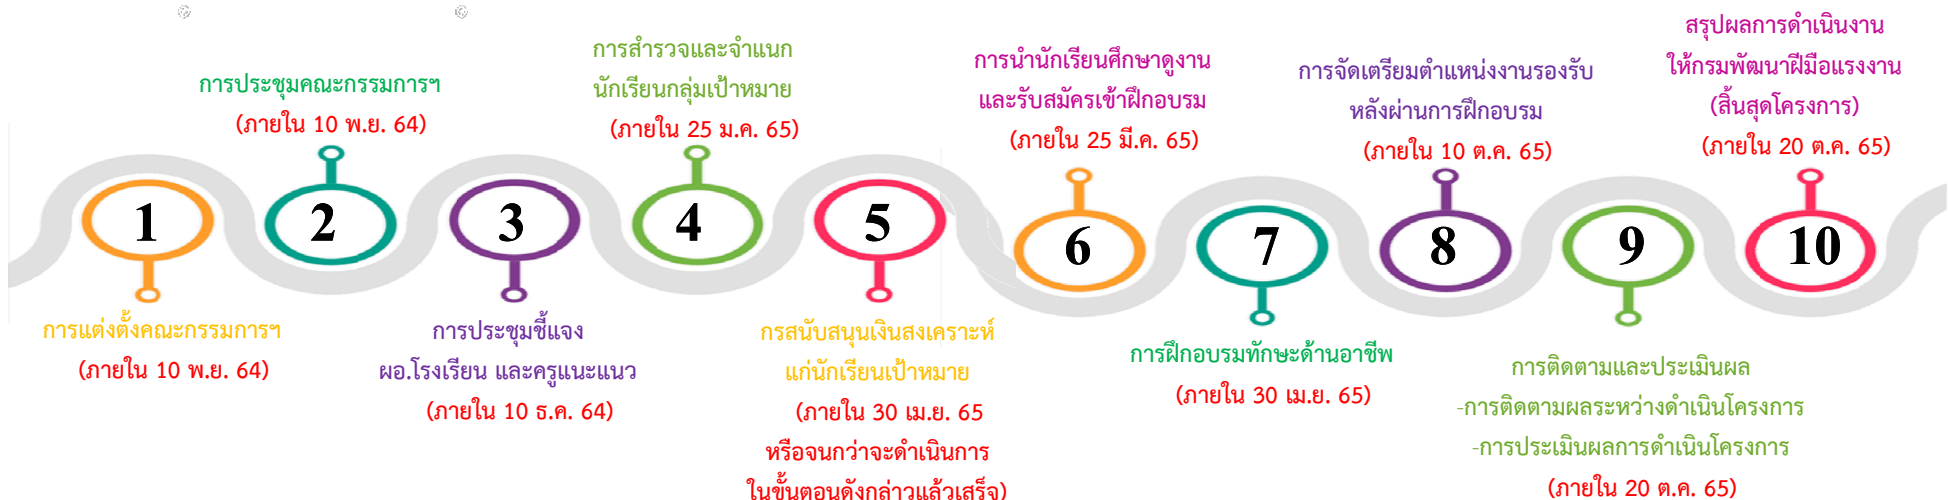 1
การแต่งตั้งคณะกรรมการฯ
(ภายใน 10 พ.ย. 64)
การประชุมคณะกรรมการฯ
(ภายใน 10 พ.ย. 64)
2
3
การประชุมชี้แจง
ผอ.โรงเรียน และครูแนะแนว
(ภายใน 10 ธ.ค. 64)
การสำรวจและจำแนก
นักเรียนกลุ่มเป้าหมาย
(ภายใน 25 ม.ค. 65)
4
5
กรสนับสนุนเงินสงเคราะห์
แก่นักเรียนเป้าหมาย
(ภายใน 30 เม.ย. 65
หรือจนกว่าจะดำเนินการ
ในขั้นตอนดังกล่าวแล้วเสร็จ)
การนำนักเรียนศึกษาดูงาน
และรับสมัครเข้าฝึกอบรม
(ภายใน 25 มี.ค. 65)
6
7
การฝึกอบรมทักษะด้านอาชีพ
(ภายใน 30 เม.ย. 65)
การจัดเตรียมตำแหน่งงานรองรับ
หลังผ่านการฝึกอบรม
(ภายใน 10 ต.ค. 65)
8
9
การติดตามและประเมินผล
-การติดตามผลระหว่างดำเนินโครงการ
-การประเมินผลการดำเนินโครงการ
(ภายใน 20 ต.ค. 65)
สรุปผลการดำเนินงาน
ให้กรมพัฒนาฝีมือแรงงาน
(สิ้นสุดโครงการ)
(ภายใน 20 ต.ค. 65)
10